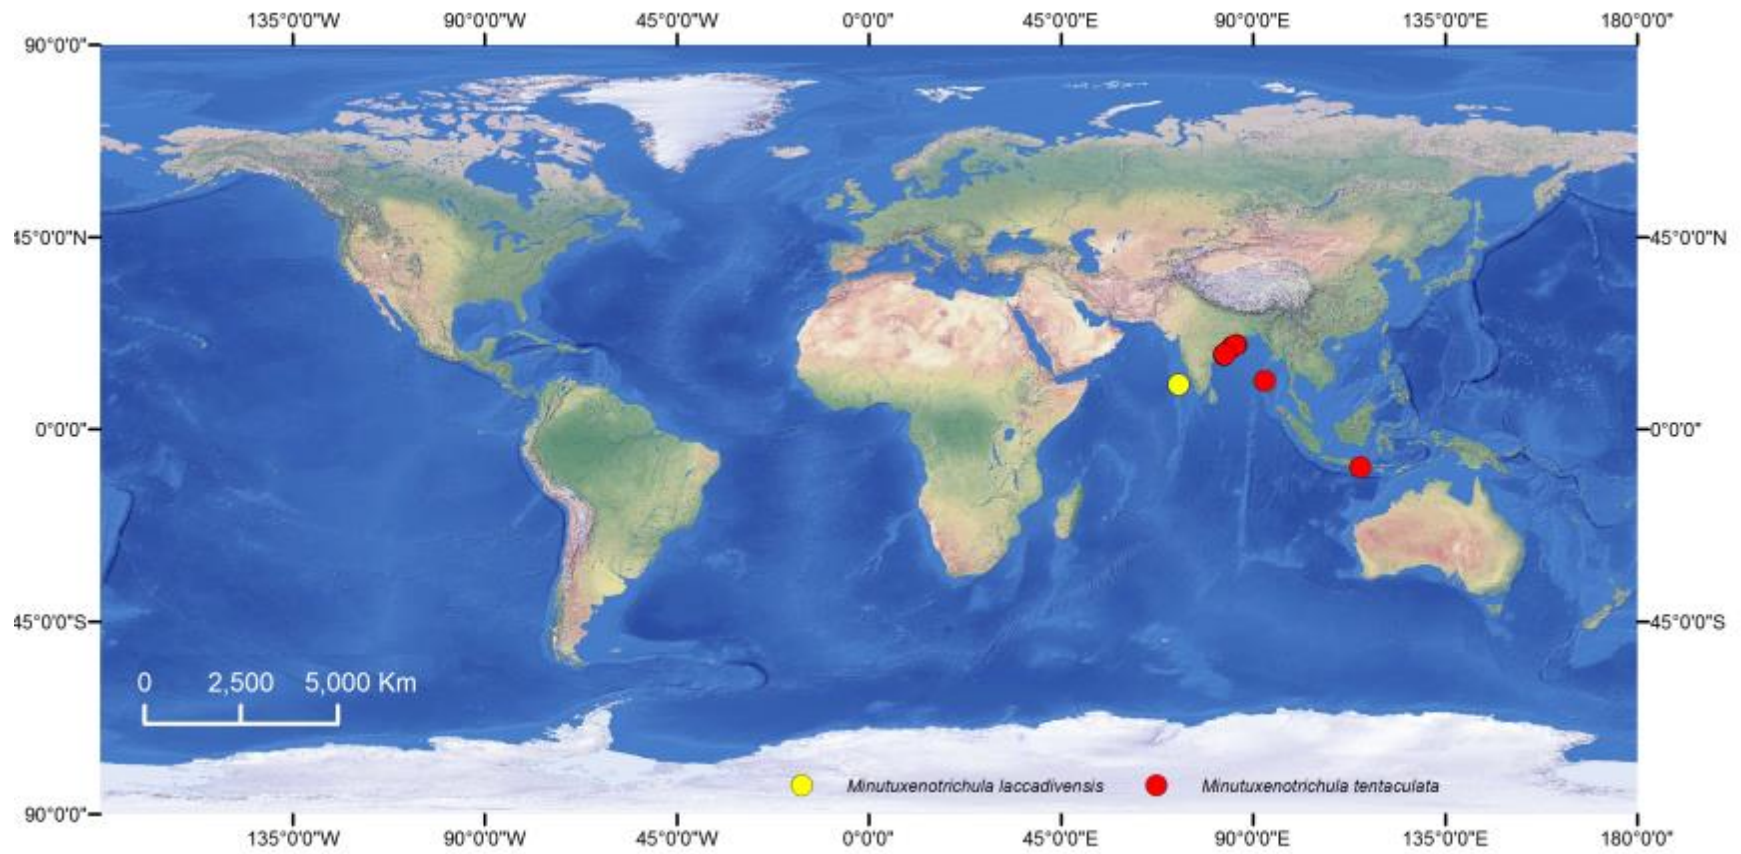 135°0'0"W 90°0'0"W 45°0'0"W 0°0'0" 45°0'0"E 90°0'0"E 135°0'0"E 180°0'0"
90°0'0"
45°0'0"N 45°0'0"N
0°0'0" 0°0'0"
45°0'0"S 45°0'0"S
0 2,500 5,000 Km
Minutuxenotrichula laccadivensis Minutuxenotrichula tentaculata
90°0'0"
135°0'0"W 90°0'0"W 45°0'0"W 0°0'0" 45°0'0"E 90°0'0"E 135°0'0"E 180°0'0"